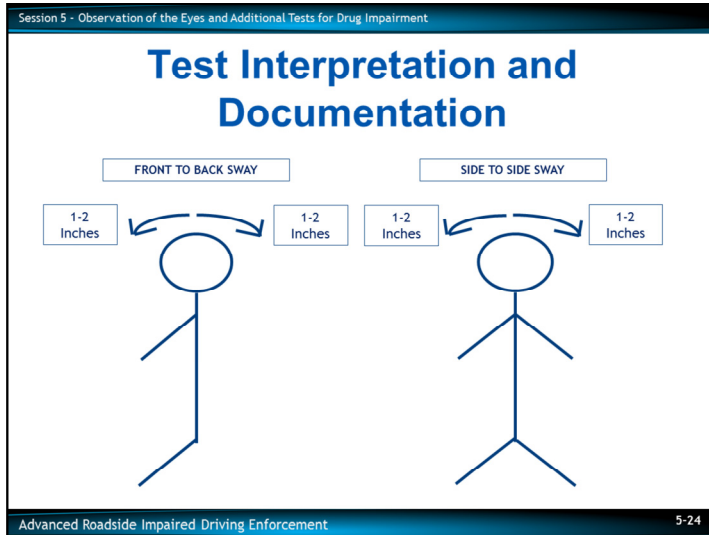 Session 5 - Observation of the Eyes and Additional Tests for Drug Impairment
Test Interpretation and
Documentation
FRONT TO BACK SWAY
SIDE TO SIDE SWAY
1-2
Inches
1-2
Inches
1-2
Inches
1-2
Inches
Advanced Roadside Impaired Driving Enforcement
5-24